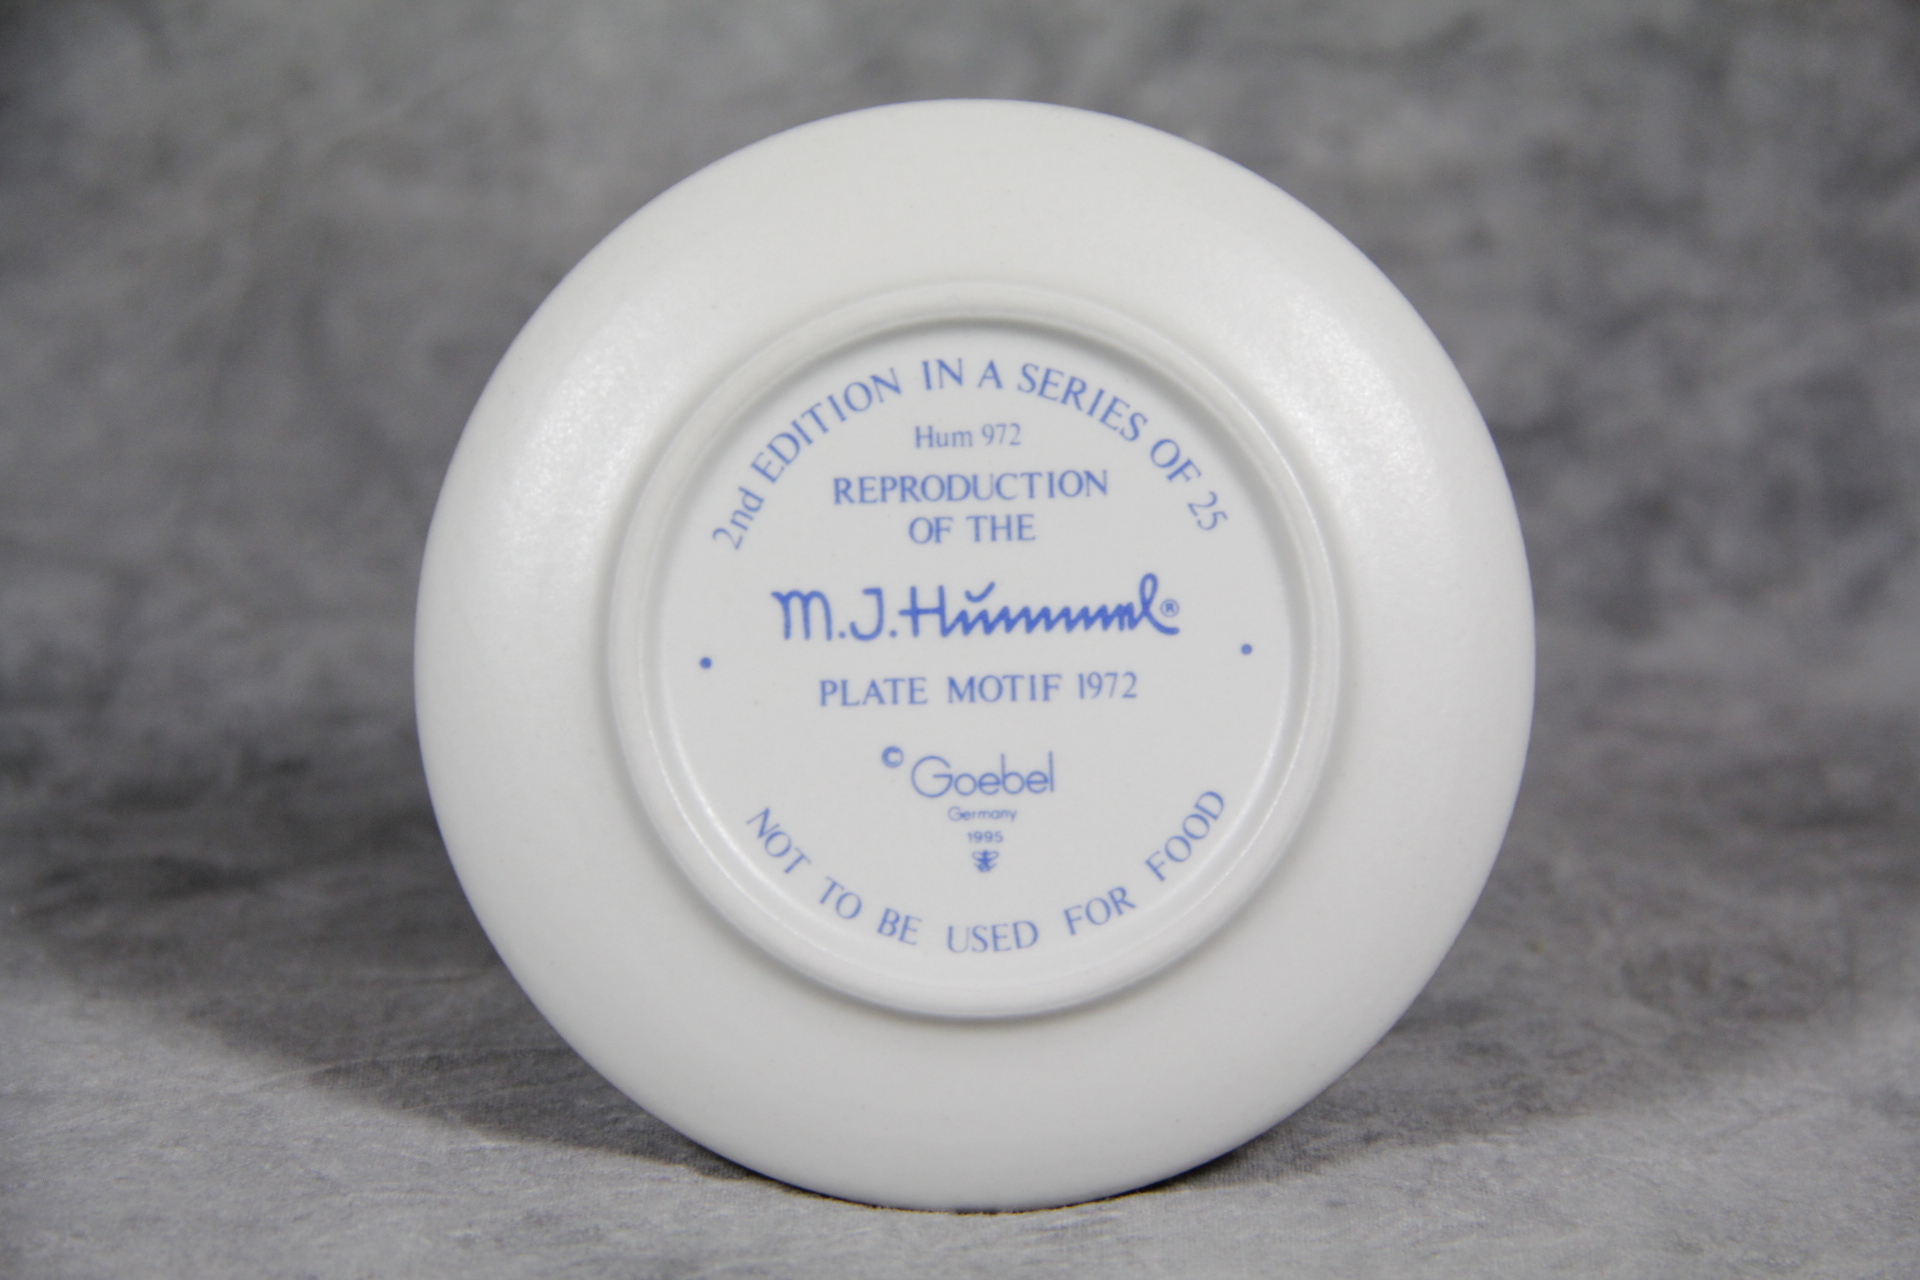 2nd EDITION IN A SERIES OF 25
Hum 972
REPRODUCTION
OF THE
M.J.Hummel®
PLATE MOTIF 1972
© Goebel
Germany
1995
NOT TO BE USED FOR FOOD